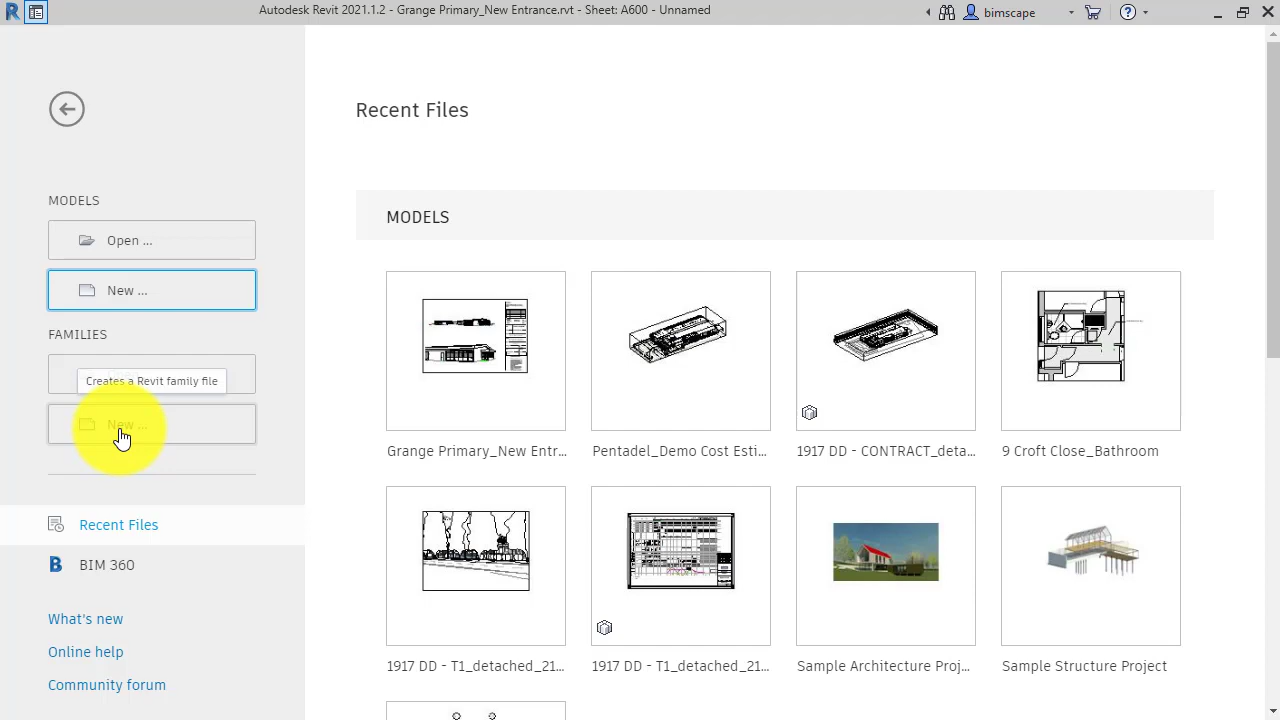 Autodesk Revit 2021.1.2 - Grange Primary_New Entrance.rvt - Sheet: A600 - Unnamed
bimscape
Recent Files
MODELS
Open ...
New ...
FAMILIES
Creates a Revit family file
New ...
Recent Files
BIM 360
What's new
Online help
Community forum
MODELS
Grange Primary_New Entr...
Pentadel_Demo Cost Esti...
1917 DD - CONTRACT_deta...
9 Croft Close_Bathroom
1917 DD - T1_detached_21...
1917 DD - T1_detached_21...
Sample Architecture Proj...
Sample Structure Project